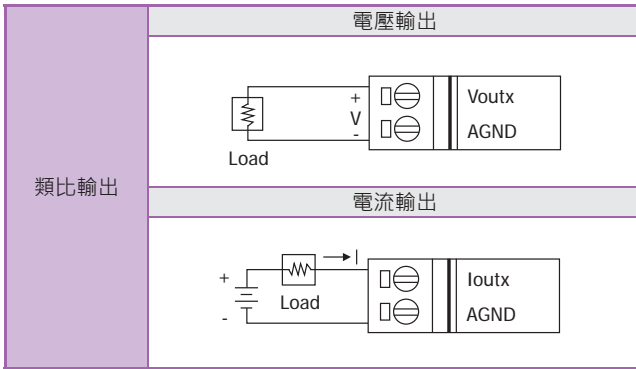 類比輸出
電壓輸出
+
V
-
Load
Voutx
AGND
電流輸出
+
-
Load
I
Ioutx
AGND